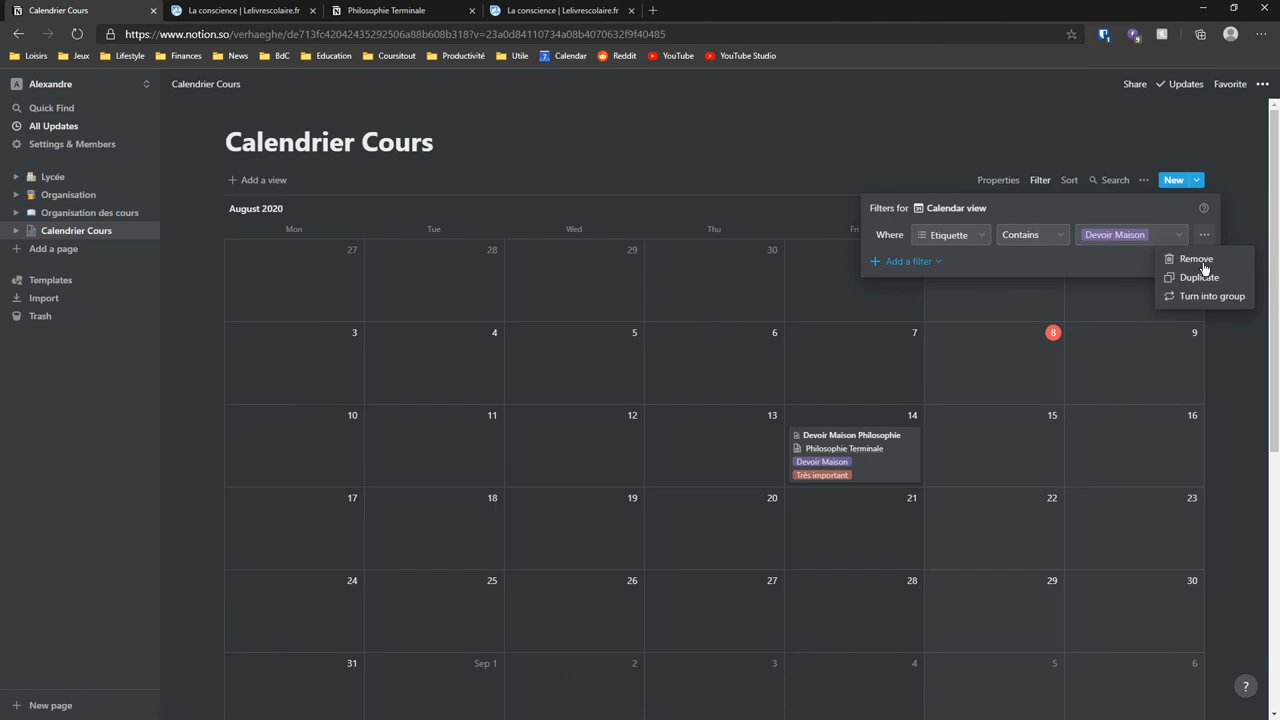 Calendrier Cours
La conscience | Lelivrescolaire.fr
Philosophie Terminale
La conscience | Lelivrescolaire.fr
https://www.notion.so/verhaeghe/de713fc42042435292506a88b608b318?v=23a0d84110734a08b4070632f9f40485
Loisirs Jeux Lifestyle Finances News BdC Education Coursitout Productivité Utile Calendar Reddit YouTube YouTube Studio
A Alexandre
Calendrier Cours
Share Updates Favorite
Quick Find
All Updates
Settings & Members
Lycée
Organisation
Organisation des cours
Calendrier Cours
Add a page
Templates
Import
Trash
New page
Calendrier Cours
Add a view
Properties Filter Sort Search New
August 2020
Filters for Calendar view
Where Etiquette Contains Devoir Maison
Add a filter
Remove
Duplicate
Turn into group
Mon Tue Wed Thu Fri
27 28 29 30
3 4 5 6 7 8 9
10 11 12 13 14 15 16
Devoir Maison Philosophie
Philosophie Terminale
Devoir Maison
Très important
17 18 19 20 21 22 23
24 25 26 27 28 29 30
31 Sep 1 2 3 4 5 6
?